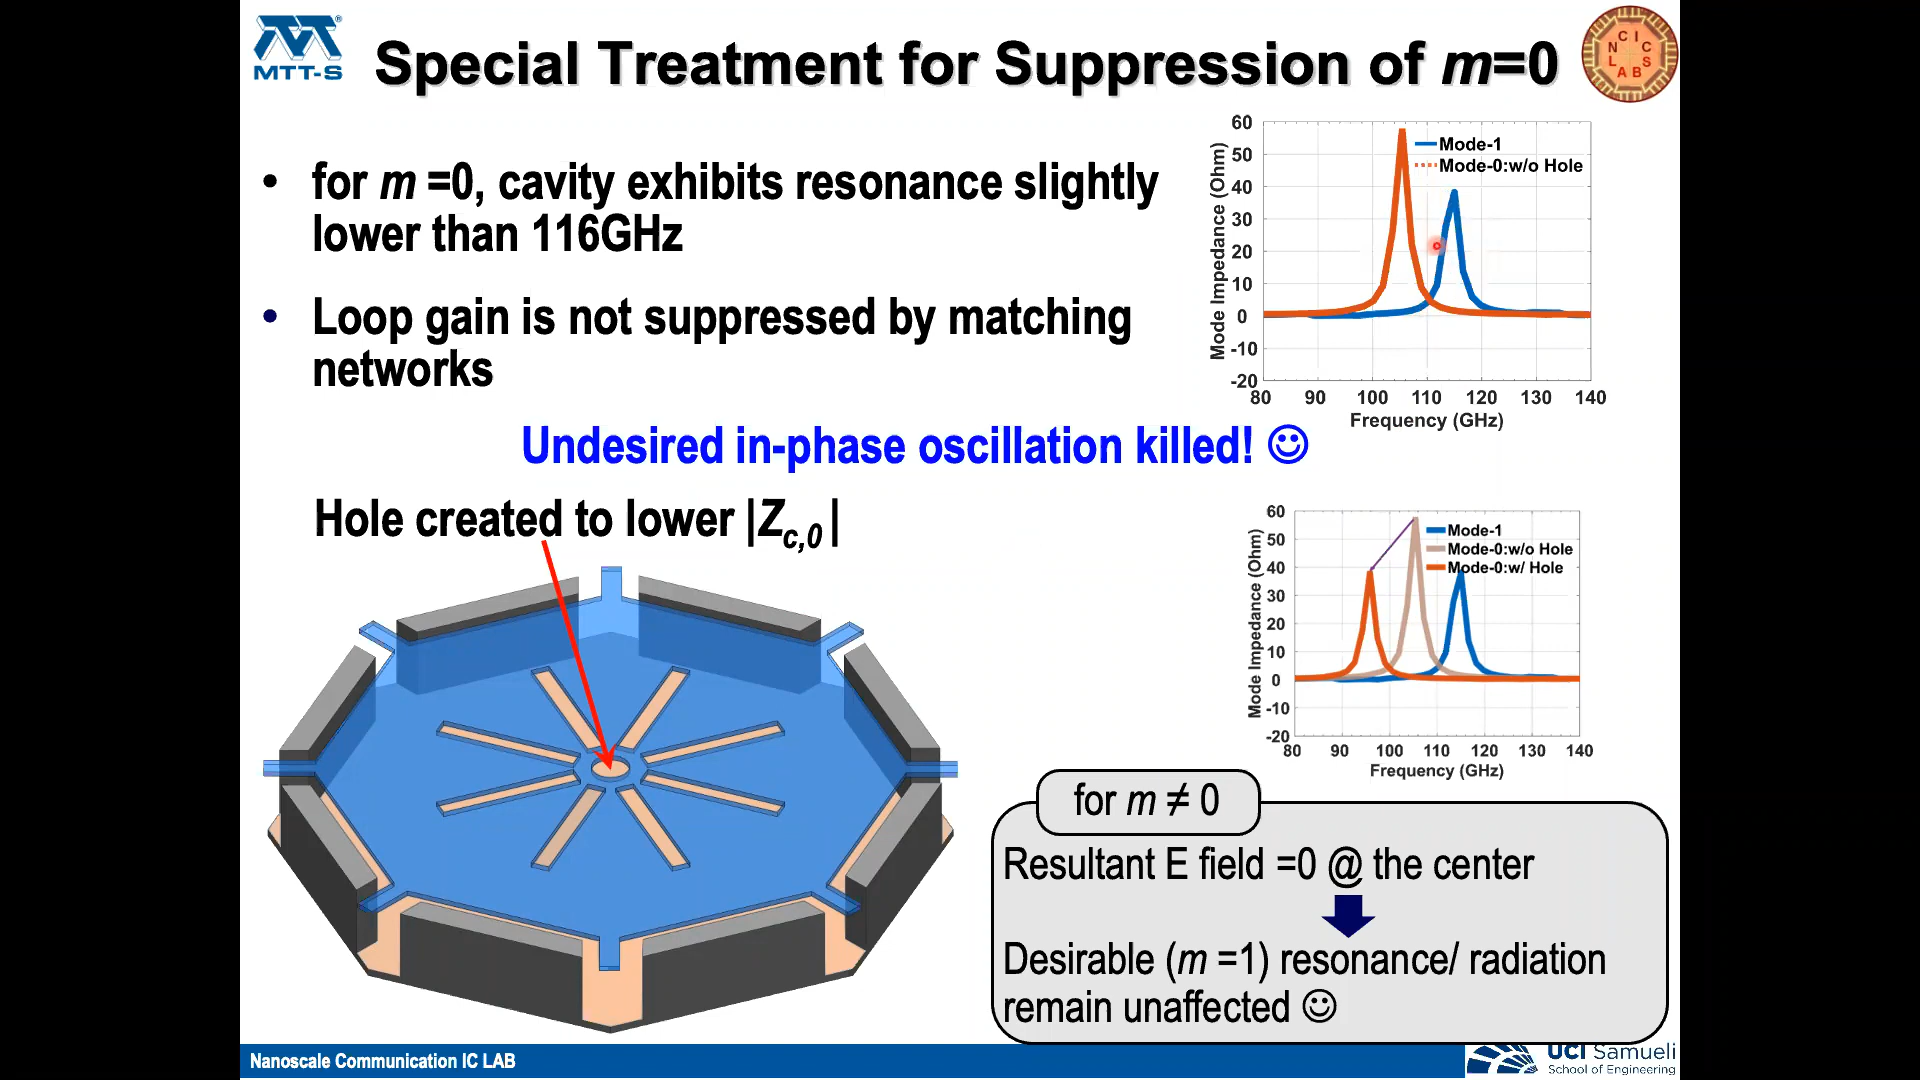 MTT-S
®
Special Treatment for Suppression of m=0
CICS
NLABS
• for m =0, cavity exhibits resonance slightly
lower than 116GHz
• Loop gain is not suppressed by matching
networks
Undesired in-phase oscillation killed! ☺
Hole created to lower |Zc,0|
Mode Impedance (Ohm)
60
50
40
30
20
10
0
-10
-20
80 90 100 110 120 130 140
Frequency (GHz)
Mode-1
Mode-0:w/o Hole
Mode Impedance (Ohm)
60
50
40
30
20
10
0
-10
-20
80 90 100 110 120 130 140
Frequency (GHz)
Mode-1
Mode-0:w/o Hole
Mode-0:w/ Hole
for m ≠ 0
Resultant E field =0 @ the center
Desirable (m =1) resonance/ radiation
remain unaffected ☺
Nanoscale Communication IC LAB
UCI Samueli
School of Engineering